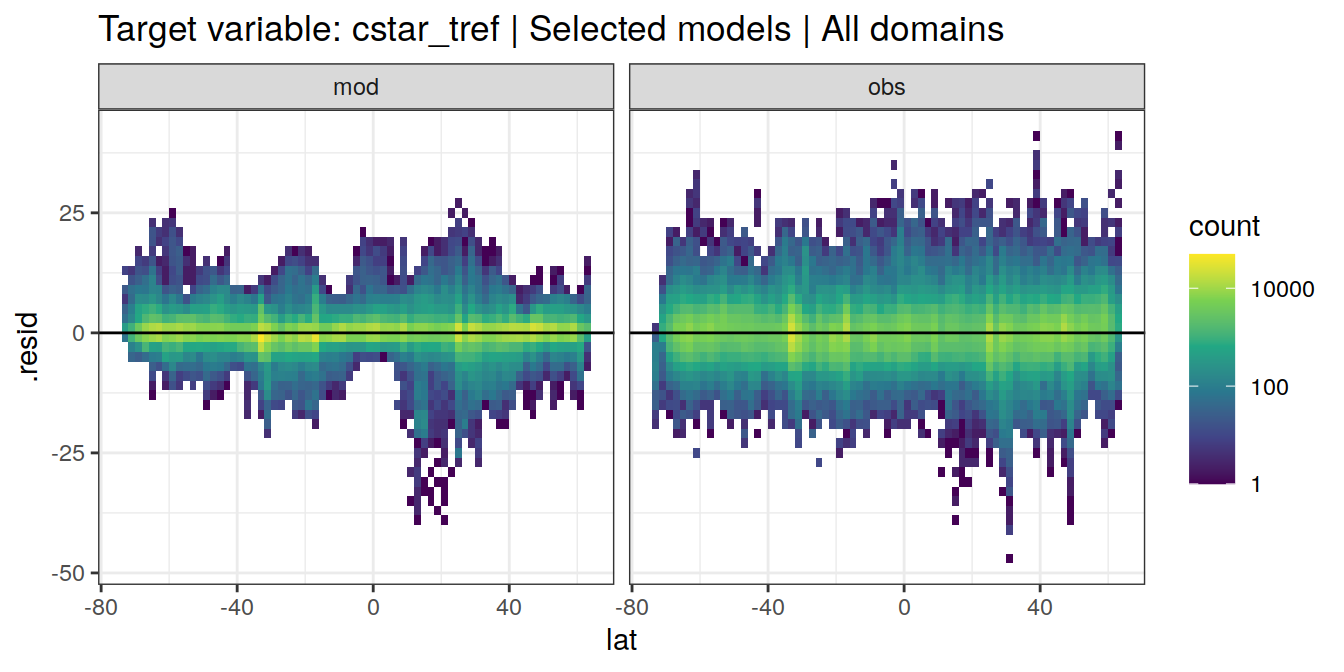 Target variable: cstar_tref | Selected models | All domains
mod
obs
.resid
25
0
-25
-50
-80
-40
0
40
-80
-40
0
40
lat
count
10000
100
1